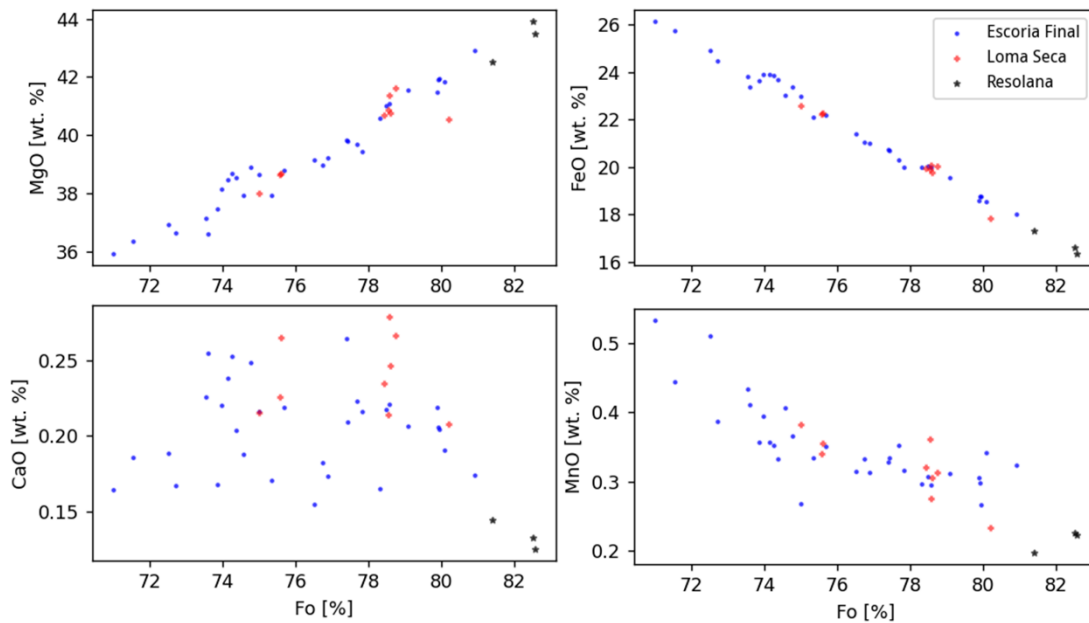 MgO [wt. %]
44
42
40
38
36
72 74 76 78 80 82
FeO [wt. %]
26
24
22
20
18
16
72 74 76 78 80 82
Escoria Final
Loma Seca
Resolana
CaO [wt. %]
0.25
0.20
0.15
72 74 76 78 80 82
Fo [%]
MnO [wt. %]
0.5
0.4
0.3
0.2
72 74 76 78 80 82
Fo [%]